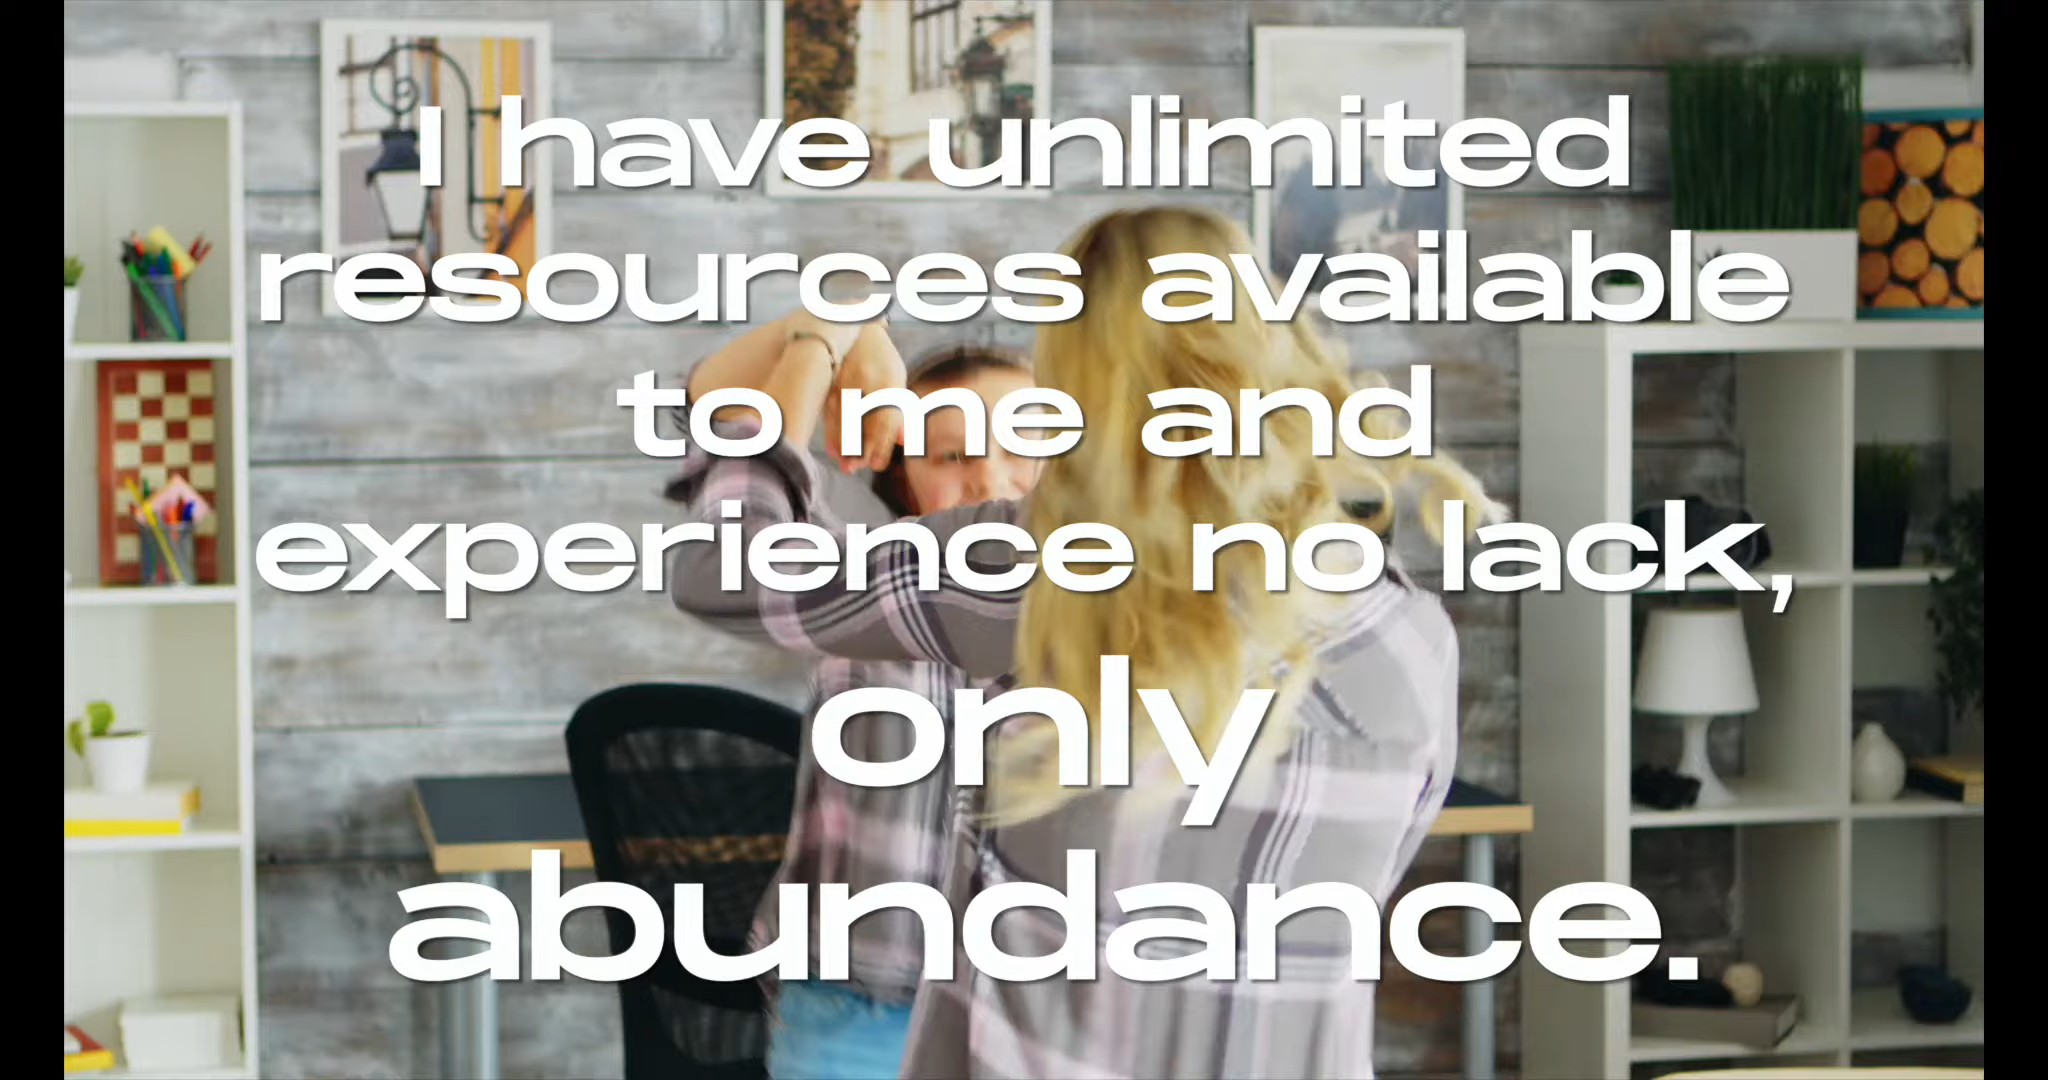 I have unlimited
resources available
to me and
experience no lack,
only
abundance.